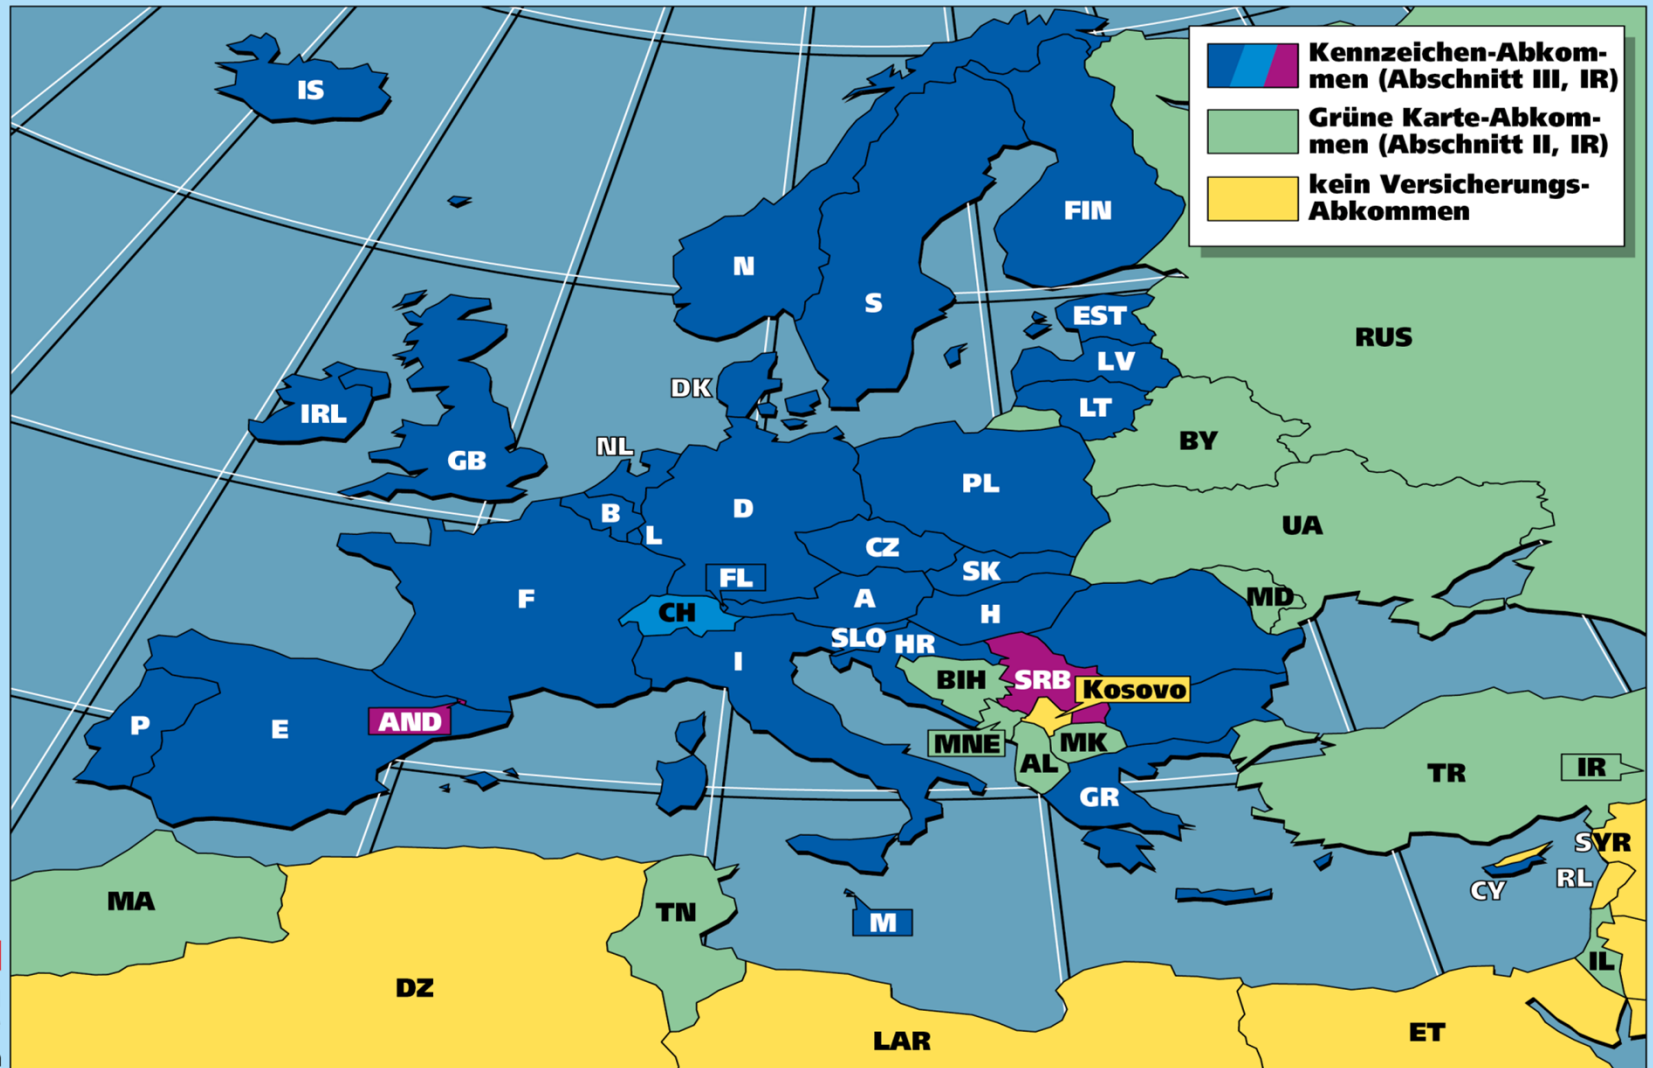 Kennzeichen-Abkom-
men (Abschnitt III, IR)
Grüne Karte-Abkom-
men (Abschnitt II, IR)
kein Versicherungs-
Abkommen
IS
FIN
N
S
EST
RUS
LV
DK
LT
IRL
BY
NL
GB
PL
D
B
UA
L
CZ
SK
FL
F
A
MD
CH
H
SLO
HR
I
BIH
SRB
Kosovo
AND
P
E
MNE
MK
AL
TR
IR
GR
SYR
RL
CY
MA
TN
M
IL
DZ
LAR
ET